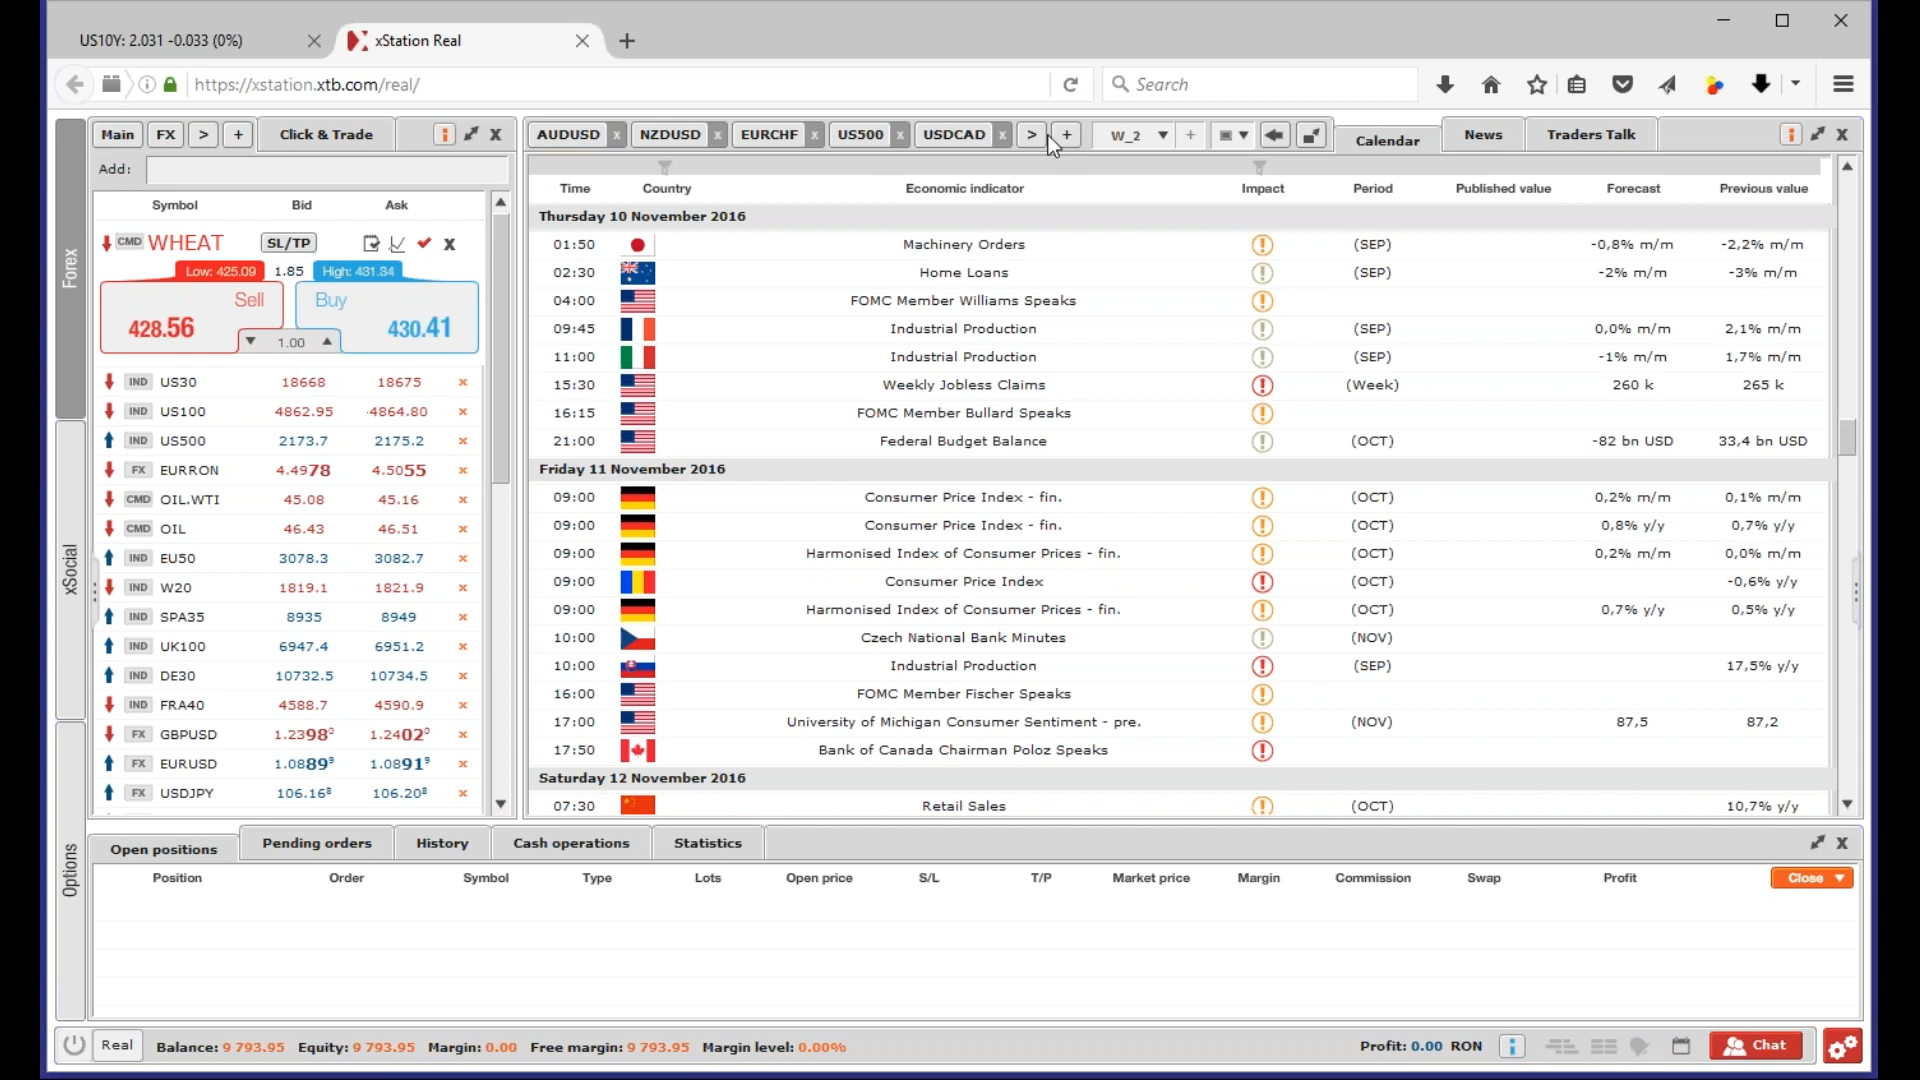 US10Y: 2.031 -0.033 (0%)
xStation Real
https://xstation.xtb.com/real/
Search
Main FX > + Click & Trade
AUDUSD x NZDUSD x EURCHF x US500 x USDCAD x > + W_2 + Calendar News Traders Talk
Add:
Symbol Bid Ask
CMD WHEAT SL/TP
Low: 425.09 1.85 High: 431.34
Sell Buy
428.56 430.41
1.00
IND US30 18668 18675 x
IND US100 4862.95 4864.80 x
IND US500 2173.7 2175.2 x
FX EURRON 4.4978 4.5055 x
CMD OIL.WTI 45.08 45.16 x
CMD OIL 46.43 46.51 x
IND EU50 3078.3 3082.7 x
IND W20 1819.1 1821.9 x
IND SPA35 8935 8949 x
IND UK100 6947.4 6951.2 x
IND DE30 10732.5 10734.5 x
IND FRA40 4588.7 4590.9 x
FX GBPUSD 1.2398⁰ 1.2402⁰ x
FX EURUSD 1.0889⁹ 1.0891⁹ x
FX USDJPY 106.16⁸ 106.20⁸ x
Forex
xSocial
Options
Time Country Economic indicator Impact Period Published value Forecast Previous value
Thursday 10 November 2016
01:50 Machinery Orders (SEP) -0,8% m/m -2,2% m/m
02:30 Home Loans (SEP) -2% m/m -3% m/m
04:00 FOMC Member Williams Speaks
09:45 Industrial Production (SEP) 0,0% m/m 2,1% m/m
11:00 Industrial Production (SEP) -1% m/m 1,7% m/m
15:30 Weekly Jobless Claims (Week) 260 k 265 k
16:15 FOMC Member Bullard Speaks
21:00 Federal Budget Balance (OCT) -82 bn USD 33,4 bn USD
Friday 11 November 2016
09:00 Consumer Price Index - fin. (OCT) 0,2% m/m 0,1% m/m
09:00 Consumer Price Index - fin. (OCT) 0,8% y/y 0,7% y/y
09:00 Harmonised Index of Consumer Prices - fin. (OCT) 0,2% m/m 0,0% m/m
09:00 Consumer Price Index (OCT) -0,6% y/y
09:00 Harmonised Index of Consumer Prices - fin. (OCT) 0,7% y/y 0,5% y/y
10:00 Czech National Bank Minutes (NOV)
10:00 Industrial Production (SEP) 17,5% y/y
16:00 FOMC Member Fischer Speaks
17:00 University of Michigan Consumer Sentiment - pre. (NOV) 87,5 87,2
17:50 Bank of Canada Chairman Poloz Speaks
Saturday 12 November 2016
07:30 Retail Sales (OCT) 10,7% y/y
Open positions Pending orders History Cash operations Statistics
Position Order Symbol Type Lots Open price S/L T/P Market price Margin Commission Swap Profit Close
Real Balance: 9 793.95 Equity: 9 793.95 Margin: 0.00 Free margin: 9 793.95 Margin level: 0.00% Profit: 0.00 RON Chat